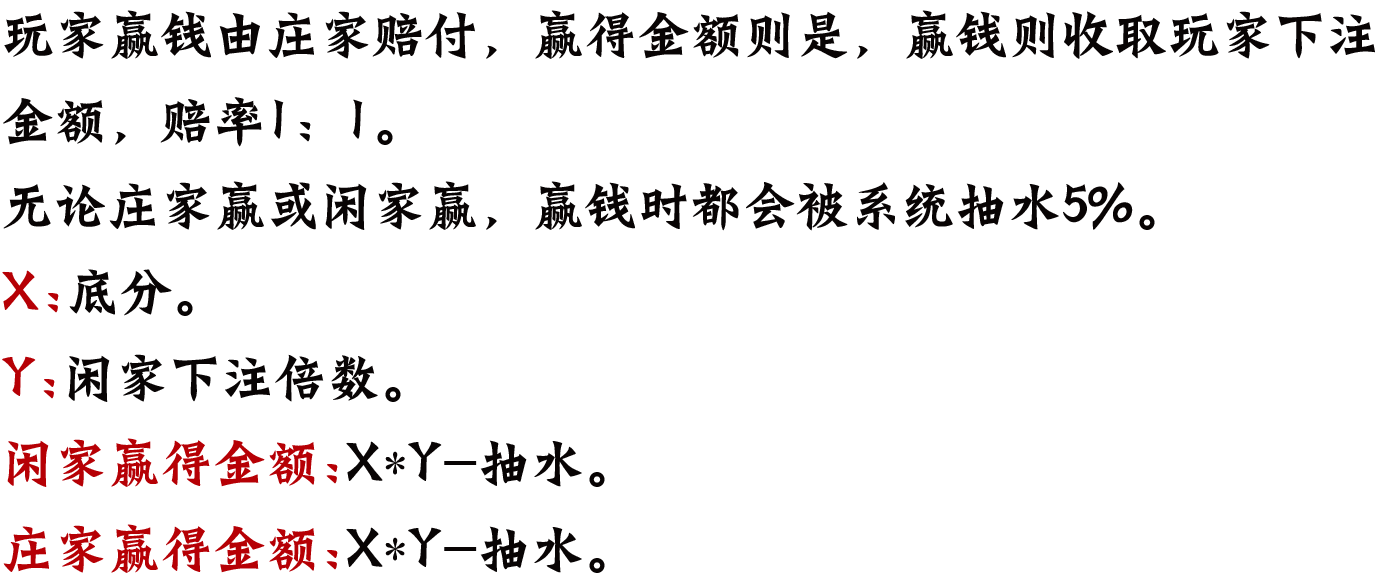 玩家赢钱由庄家赔付，赢得金额则是，赢钱则收取玩家下注
金额，赔率1：1。
无论庄家赢或闲家赢，赢钱时都会被系统抽水5%。
X：底分。
Y：闲家下注倍数。
闲家赢得金额：X*Y-抽水。
庄家赢得金额：X*Y-抽水。